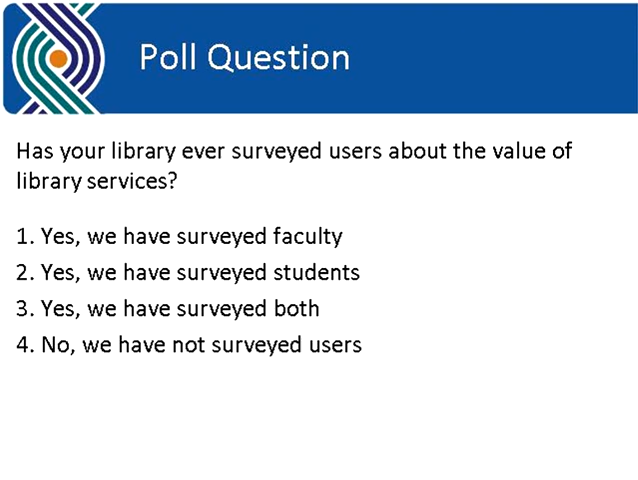 Poll Question
Has your library ever surveyed users about the value of
library services?
1. Yes, we have surveyed faculty
2. Yes, we have surveyed students
3. Yes, we have surveyed both
4. No, we have not surveyed users